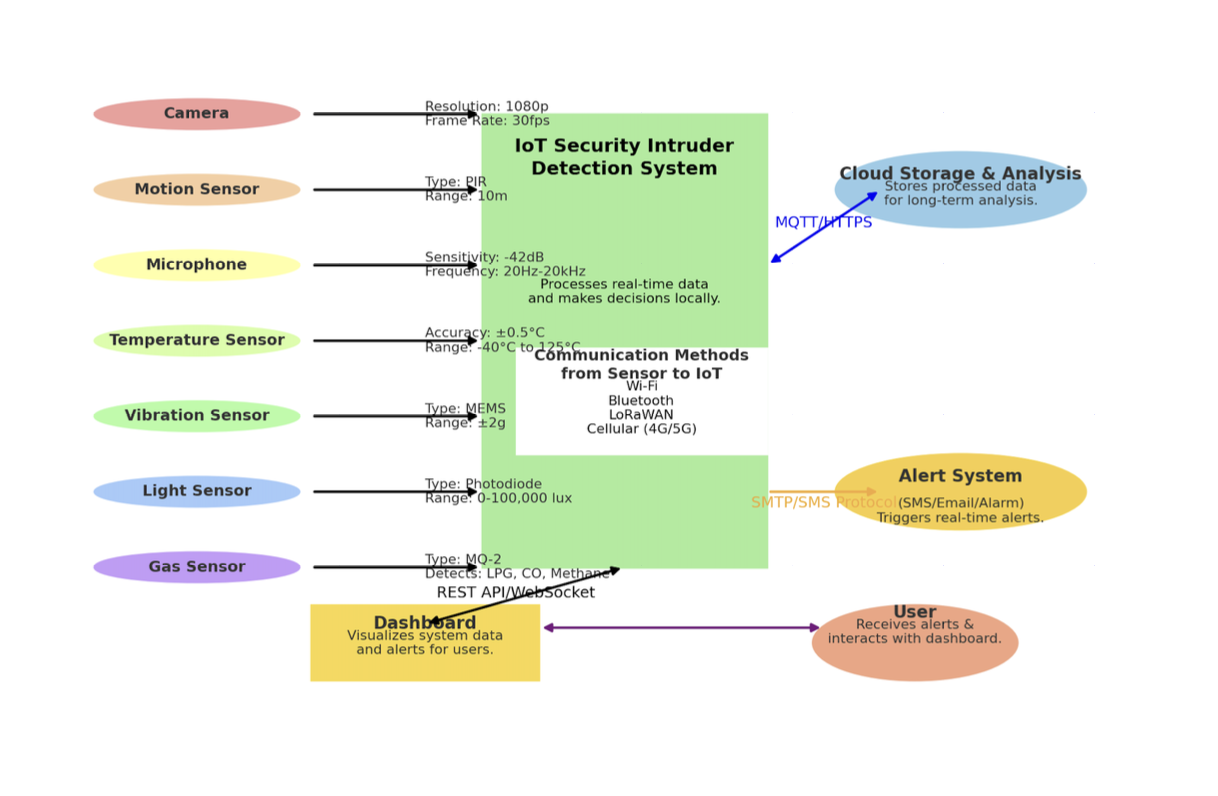 Camera
Resolution: 1080p
Frame Rate: 30fps
Motion Sensor
Type: PIR
Range: 10m
Microphone
Sensitivity: -42dB
Frequency: 20Hz-20kHz
Temperature Sensor
Accuracy: ±0.5°C
Range: -40°C to 125°C
Vibration Sensor
Type: MEMS
Range: ±2g
Light Sensor
Type: Photodiode
Range: 0-100,000 lux
Gas Sensor
Type: MQ-2
Detects: LPG, CO, Methane
IoT Security Intruder
Detection System
Processes real-time data
and makes decisions locally.
Communication Methods
from Sensor to IoT
Wi-Fi
Bluetooth
LoRaWAN
Cellular (4G/5G)
MQTT/HTTPS
Cloud Storage & Analysis
Stores processed data
for long-term analysis.
SMTP/SMS Protocol
Alert System
(SMS/Email/Alarm)
Triggers real-time alerts.
REST API/WebSocket
Dashboard
Visualizes system data
and alerts for users.
User
Receives alerts &
interacts with dashboard.